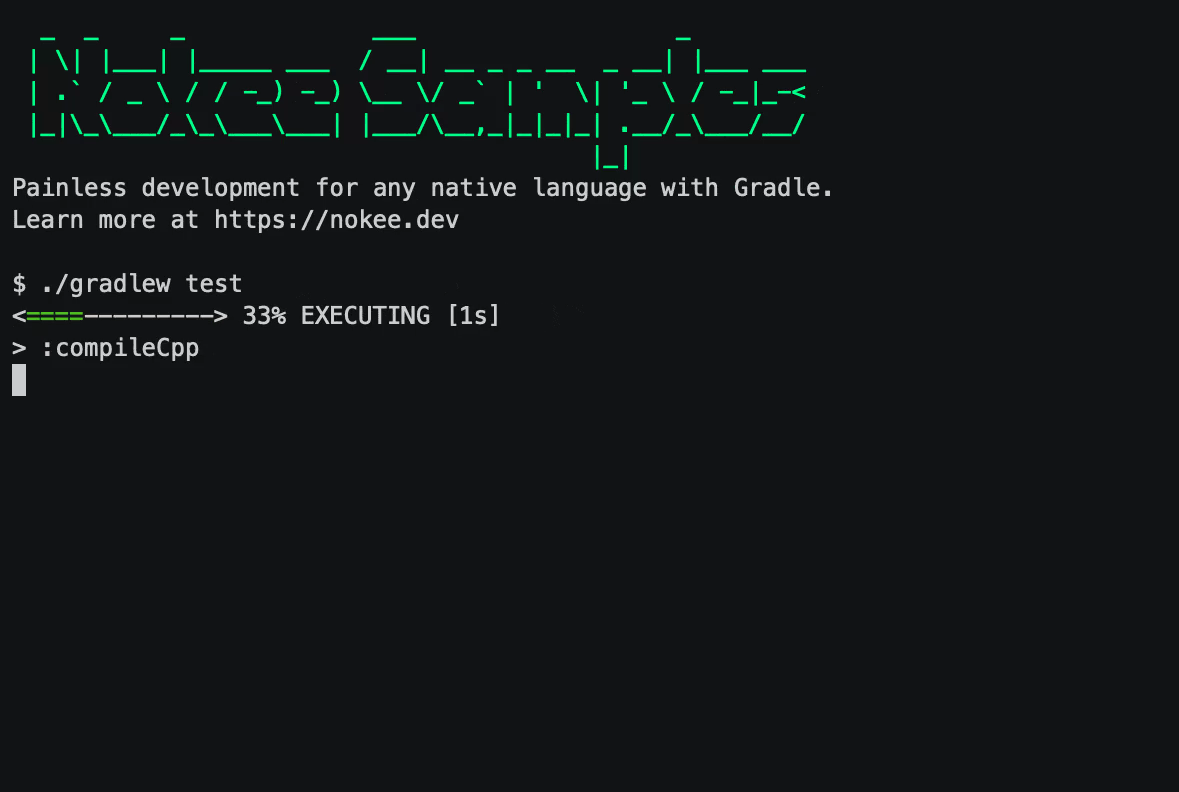 Nokee Samples
Painless development for any native language with Gradle.
Learn more at https://nokee.dev
$ ./gradlew test
<====---------> 33% EXECUTING [1s]
> :compileCpp